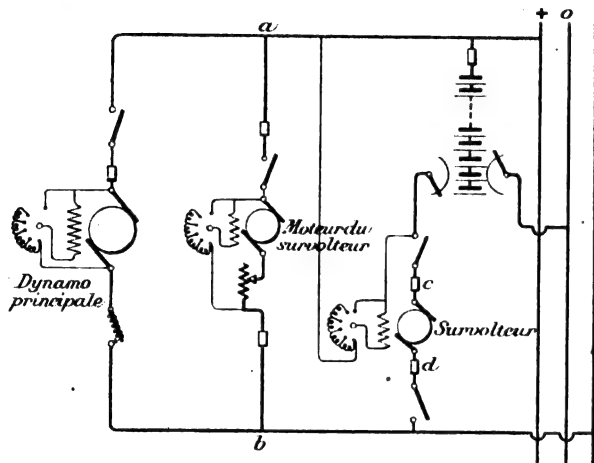 a
+ o
Moteur du
survolteur
Dynamo
principale
c
Survolteur
d
b